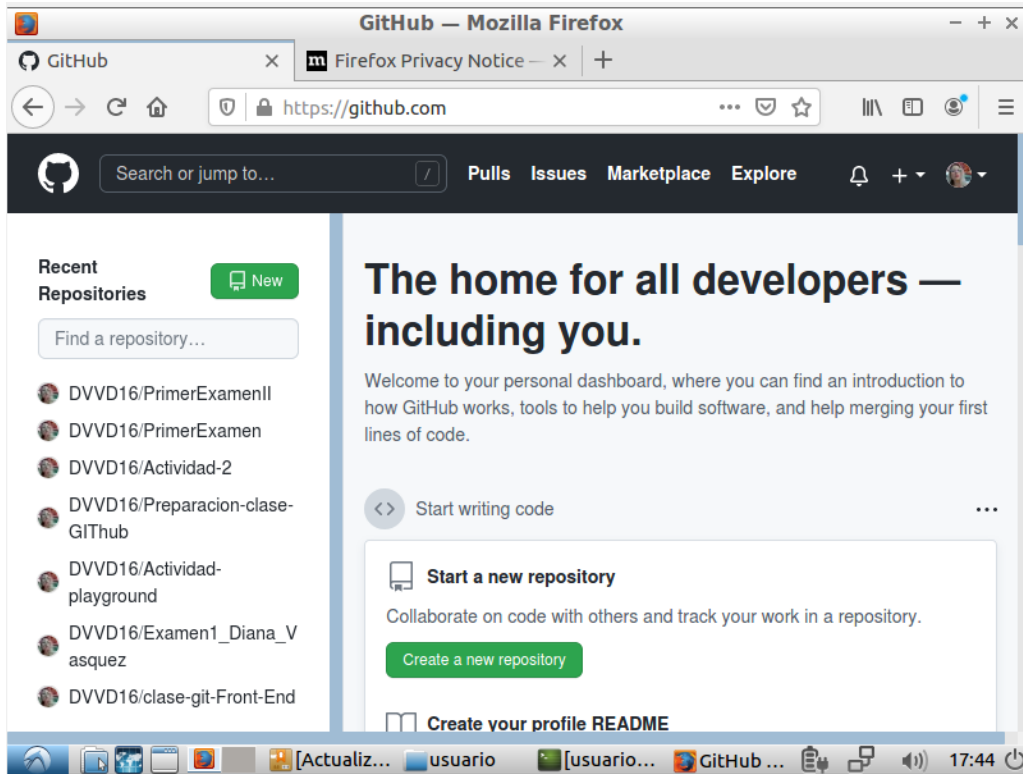 GitHub — Mozilla Firefox
GitHub
Firefox Privacy Notice —
https://github.com
Search or jump to…
/
Pulls Issues Marketplace Explore
Recent
Repositories
New
Find a repository…
DVVD16/PrimerExamenII
DVVD16/PrimerExamen
DVVD16/Actividad-2
DVVD16/Preparacion-clase-
GIThub
DVVD16/Actividad-
playground
DVVD16/Examen1_Diana_V
asquez
DVVD16/clase-git-Front-End
The home for all developers —
including you.
Welcome to your personal dashboard, where you can find an introduction to
how GitHub works, tools to help you build software, and help merging your first
lines of code.
Start writing code
Start a new repository
Collaborate on code with others and track your work in a repository.
Create a new repository
Create your profile README
[Actualiz... usuario [usuario... GitHub ... 17:44